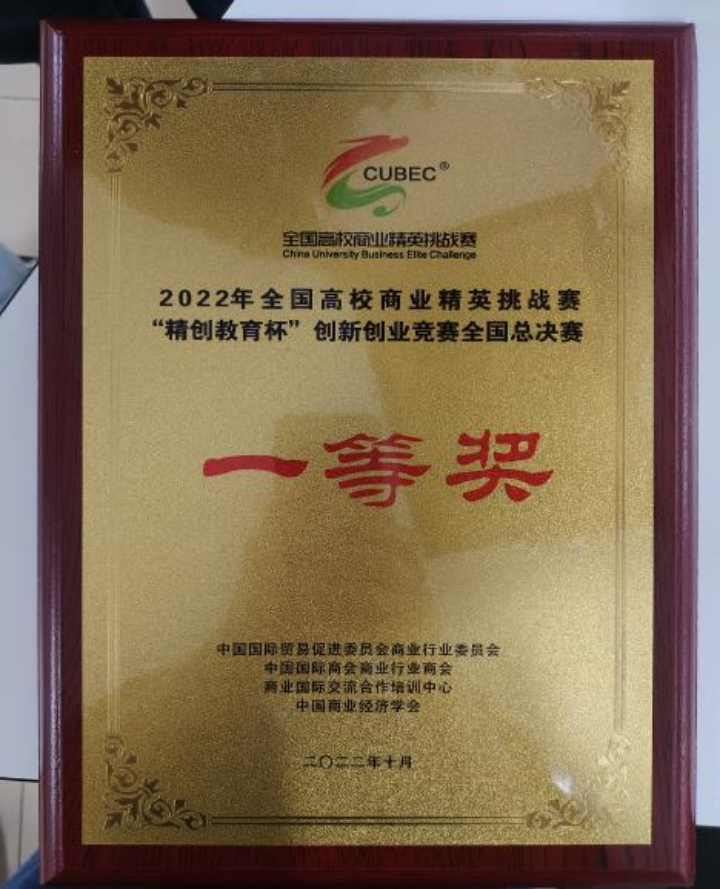 CUBEC®
全国高校商业精英挑战赛
China University Business Elite Challenge
2022年全国高校商业精英挑战赛
“精创教育杯”创新创业竞赛全国总决赛
一等奖
中国国际贸易促进委员会商业行业委员会
中国国际商会商业行业商会
商业国际交流合作培训中心
中国商业经济学会
二〇二二年十月